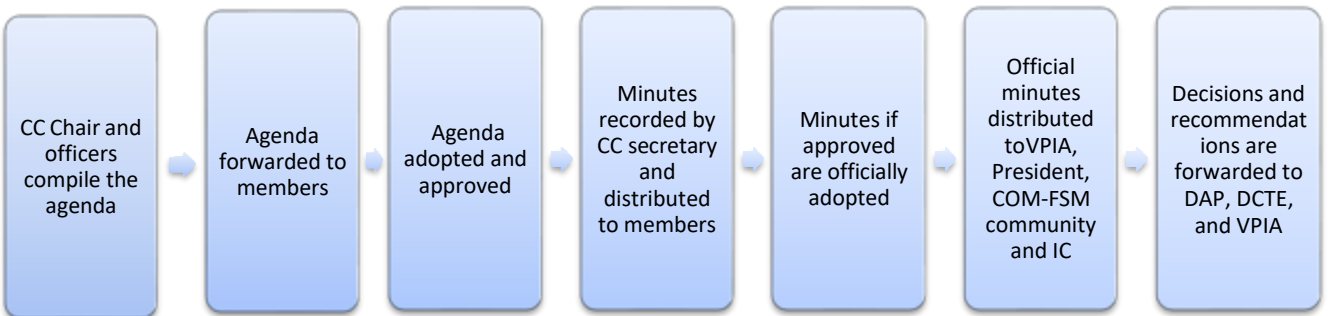 CC Chair and
officers
compile the
agenda
Agenda
forwarded to
members
Agenda
adopted and
approved
Minutes
recorded by
CC secretary
and
distributed
to members
Minutes if
approved
are officially
adopted
Official
minutes
distributed
toVPIA,
President,
COM-FSM
community
and IC
Decisions and
recommendat
ions are
forwarded to
DAP, DCTE,
and VPIA